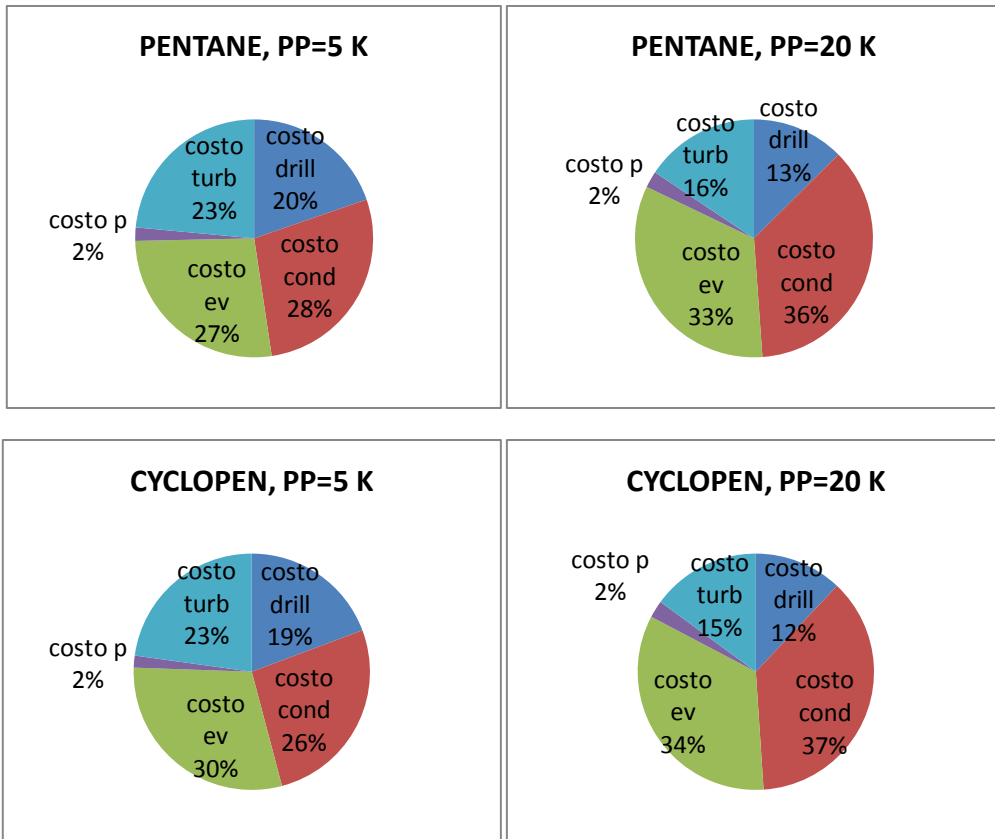 PENTANE, PP=5 K
costo
drill
20%
costo
cond
28%
costo
ev
27%
costo p
2%
costo
turb
23%
PENTANE, PP=20 K
costo
drill
13%
costo
cond
36%
costo
ev
33%
costo p
2%
costo
turb
16%
CYCLOPEN, PP=5 K
costo
drill
19%
costo
cond
26%
costo
ev
30%
costo p
2%
costo
turb
23%
CYCLOPEN, PP=20 K
costo
drill
12%
costo
cond
37%
costo
ev
34%
costo p
2%
costo
turb
15%